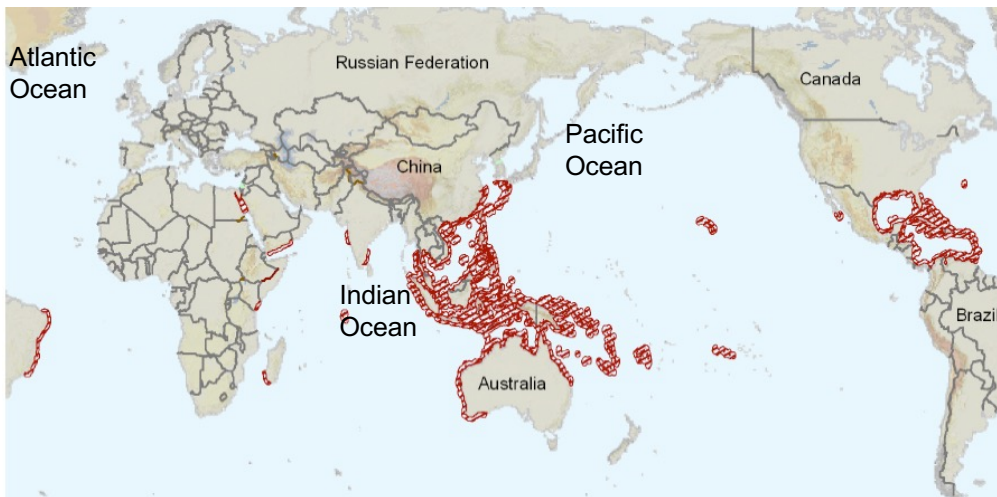 Atlantic
Ocean
Russian Federation
Canada
Pacific
Ocean
China
Indian
Ocean
Brazil
Australia